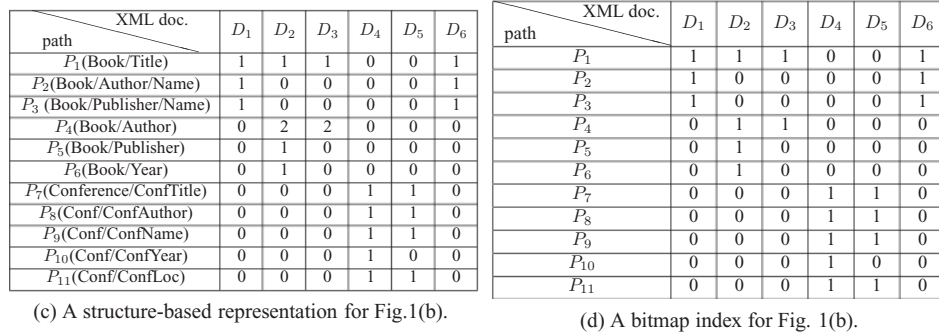 XML doc.
path
D1 D2 D3 D4 D5 D6
P1(Book/Title) 1 1 1 0 0 1
P2(Book/Author/Name) 1 0 0 0 0 1
P3 (Book/Publisher/Name) 1 0 0 0 0 1
P4(Book/Author) 0 2 2 0 0 0
P5(Book/Publisher) 0 1 0 0 0 0
P6(Book/Year) 0 1 0 0 0 0
P7(Conference/ConfTitle) 0 0 0 1 1 0
P8(Conf/ConfAuthor) 0 0 0 1 1 0
P9(Conf/ConfName) 0 0 0 1 1 0
P10(Conf/ConfYear) 0 0 0 1 0 0
P11(Conf/ConfLoc) 0 0 0 1 1 0
(c) A structure-based representation for Fig.1(b).
XML doc.
path
D1 D2 D3 D4 D5 D6
P1 1 1 1 0 0 1
P2 1 0 0 0 0 1
P3 1 0 0 0 0 1
P4 0 1 1 0 0 0
P5 0 1 0 0 0 0
P6 0 1 0 0 0 0
P7 0 0 0 1 1 0
P8 0 0 0 1 1 0
P9 0 0 0 1 1 0
P10 0 0 0 1 0 0
P11 0 0 0 1 1 0
(d) A bitmap index for Fig. 1(b).